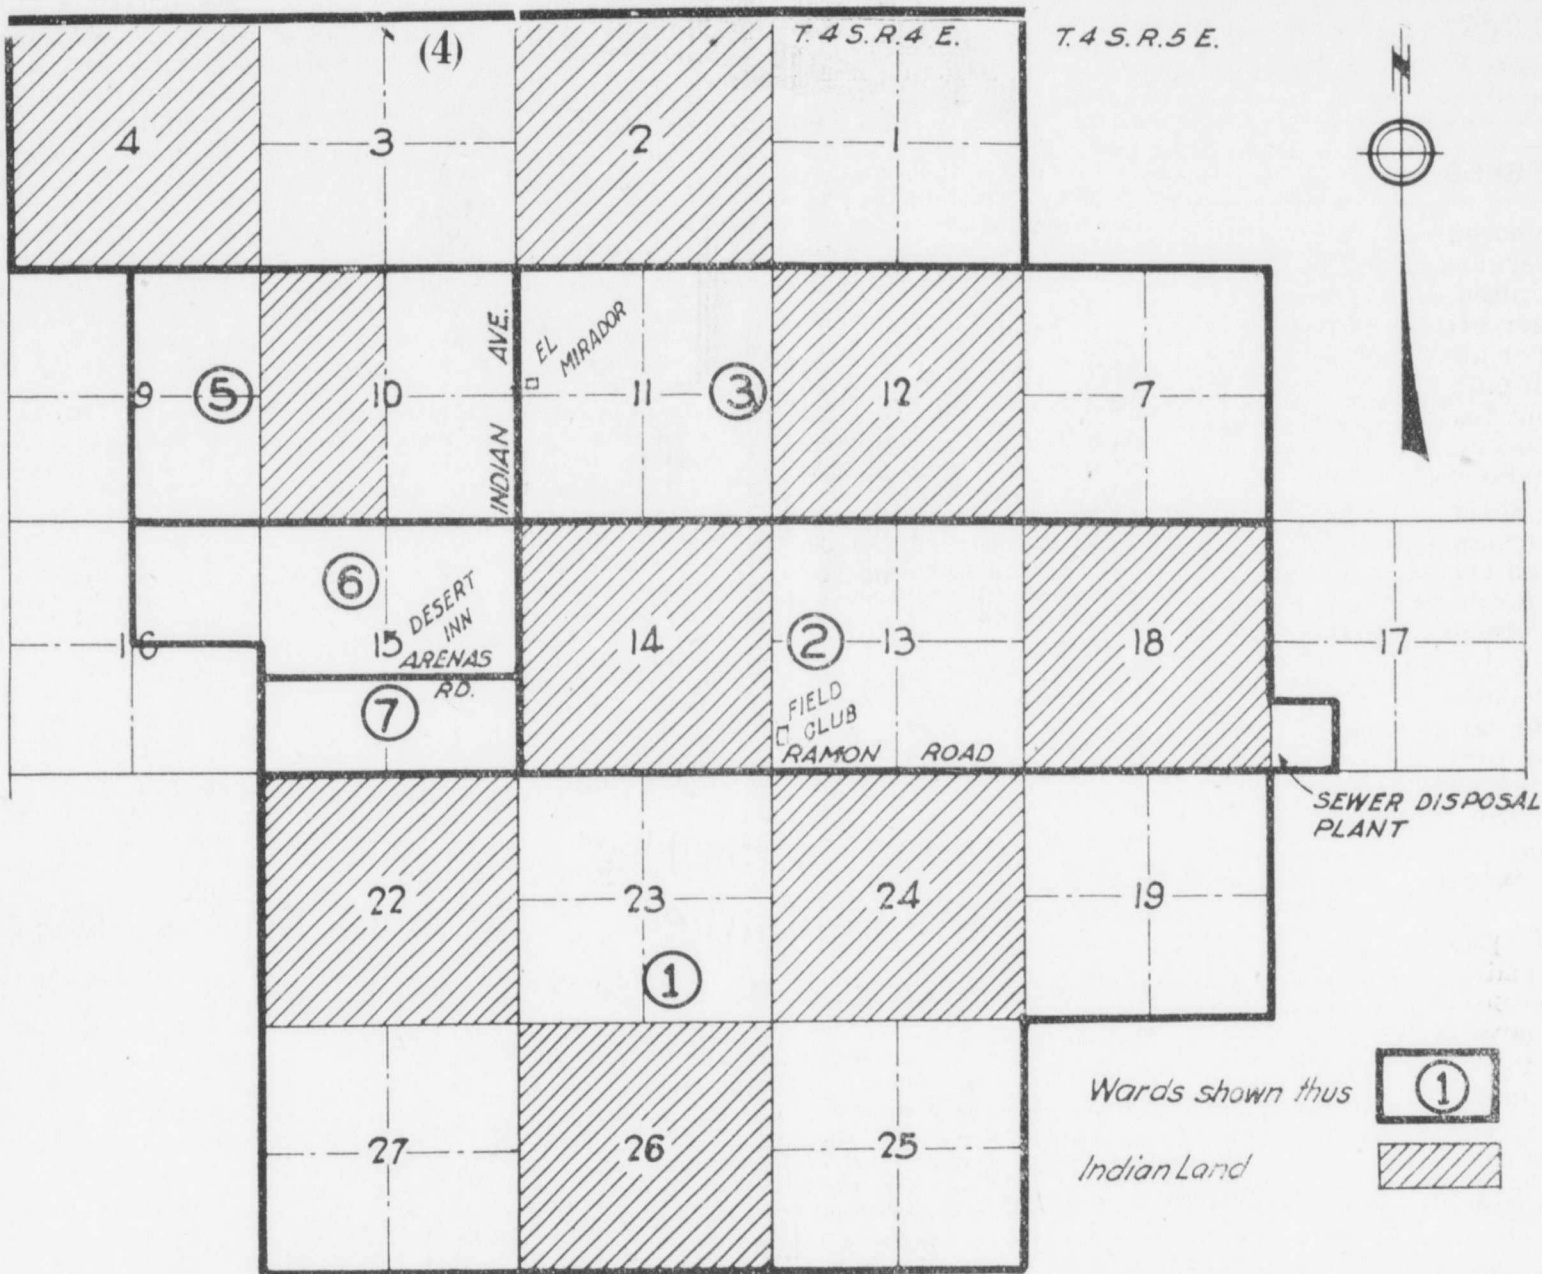 T. 4 S. R. 4 E.
T. 4 S. R. 5 E.
(4)
N
4
3
2
1
9
5
10
INDIAN AVE.
EL
MIRADOR
11
3
12
7
16
6
15
DESERT
INN
ARENAS
RD.
7
14
2
13
FIELD
CLUB
RAMON ROAD
18
17
SEWER DISPOSAL
PLANT
22
23
1
24
19
27
26
25
Wards shown thus
1
Indian Land